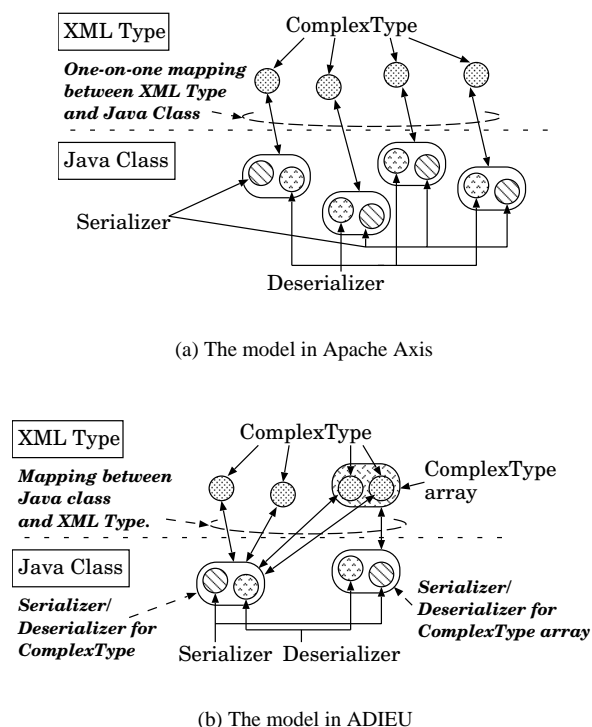 XML Type
ComplexType
One-on-one mapping
between XML Type
and Java Class
Java Class
Serializer
Deserializer
(a) The model in Apache Axis
XML Type
ComplexType
Mapping between
Java class
and XML Type.
ComplexType
array
Java Class
Serializer/
Deserializer for
ComplexType
Serializer/
Deserializer for
ComplexType array
Serializer Deserializer
(b) The model in ADIEU